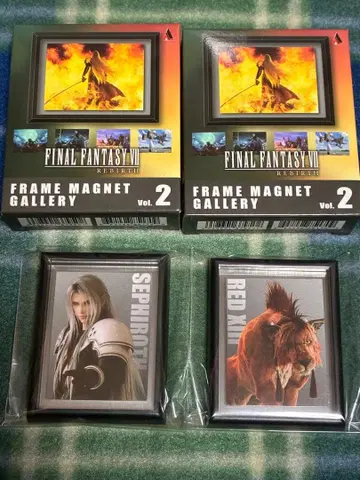 FINAL FANTASY VII
REBIRTH
FRAME MAGNET
GALLERY Vol. 2
FINAL FANTASY VII
REBIRTH
FRAME MAGNET
GALLERY Vol. 2
SEPHIROTH
RED XIII